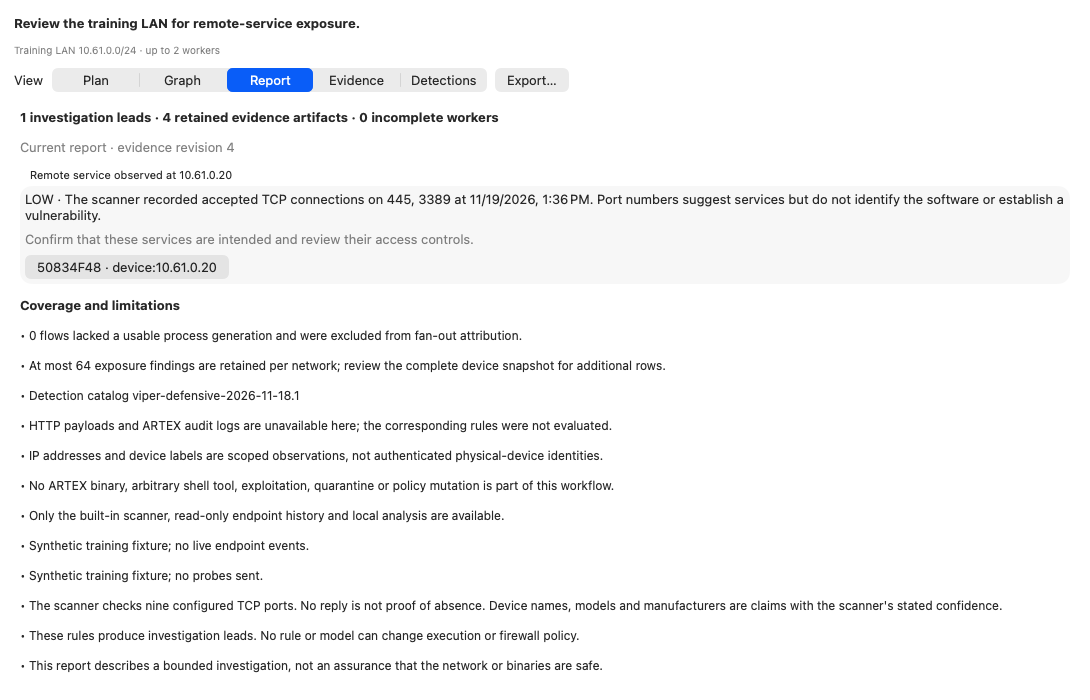 Review the training LAN for remote-service exposure.
Training LAN 10.61.0.0/24 · up to 2 workers
View Plan Graph Report Evidence Detections Export...
1 investigation leads · 4 retained evidence artifacts · 0 incomplete workers
Current report · evidence revision 4
Remote service observed at 10.61.0.20
LOW · The scanner recorded accepted TCP connections on 445, 3389 at 11/19/2026, 1:36 PM. Port numbers suggest services but do not identify the software or establish a
vulnerability.
Confirm that these services are intended and review their access controls.
50834F48 · device:10.61.0.20
Coverage and limitations
• 0 flows lacked a usable process generation and were excluded from fan-out attribution.
• At most 64 exposure findings are retained per network; review the complete device snapshot for additional rows.
• Detection catalog viper-defensive-2026-11-18.1
• HTTP payloads and ARTEX audit logs are unavailable here; the corresponding rules were not evaluated.
• IP addresses and device labels are scoped observations, not authenticated physical-device identities.
• No ARTEX binary, arbitrary shell tool, exploitation, quarantine or policy mutation is part of this workflow.
• Only the built-in scanner, read-only endpoint history and local analysis are available.
• Synthetic training fixture; no live endpoint events.
• Synthetic training fixture; no probes sent.
• The scanner checks nine configured TCP ports. No reply is not proof of absence. Device names, models and manufacturers are claims with the scanner's stated confidence.
• These rules produce investigation leads. No rule or model can change execution or firewall policy.
• This report describes a bounded investigation, not an assurance that the network or binaries are safe.